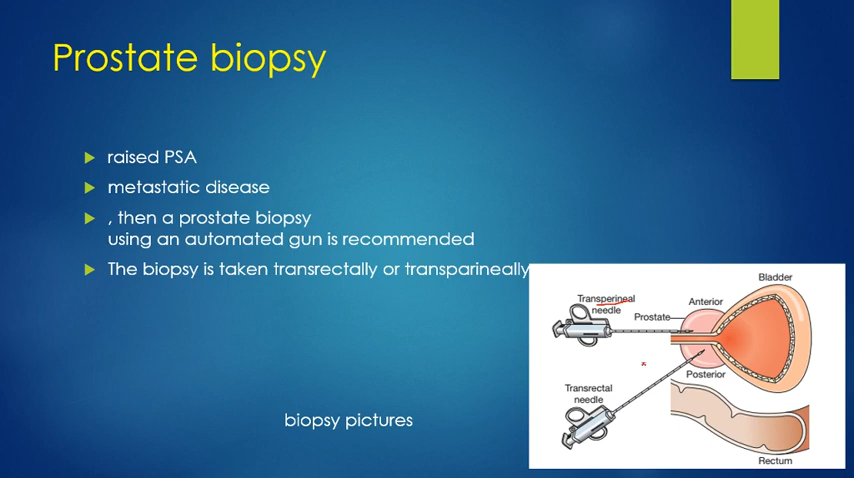 Prostate biopsy
raised PSA
metastatic disease
, then a prostate biopsy
using an automated gun is recommended
The biopsy is taken transrectally or transparineally
biopsy pictures
Bladder
Transperineal
needle
Anterior
Prostate
Posterior
Transrectal
needle
Rectum